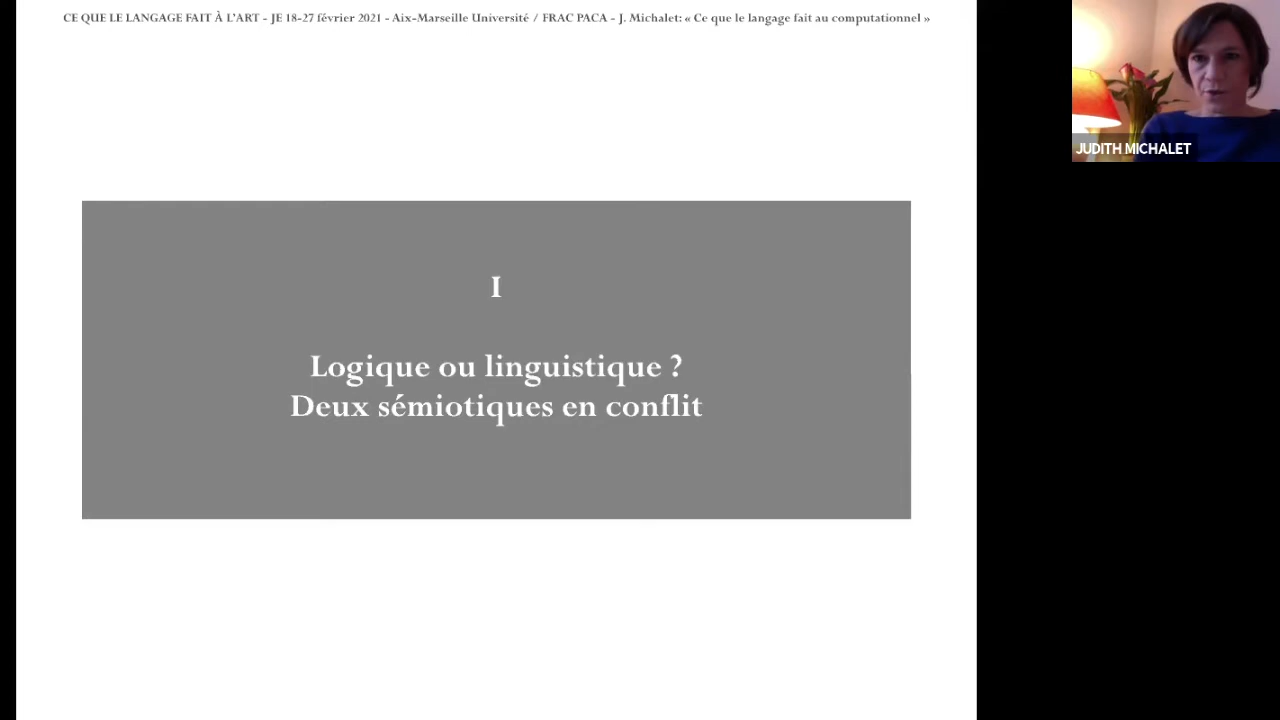 CE QUE LE LANGAGE FAIT À L’ART - JE 18-27 février 2021 - Aix-Marseille Université / FRAC PACA - J. Michalet: « Ce que le langage fait au computationnel »
JUDITH MICHALET
I
Logique ou linguistique ?
Deux sémiotiques en conflit